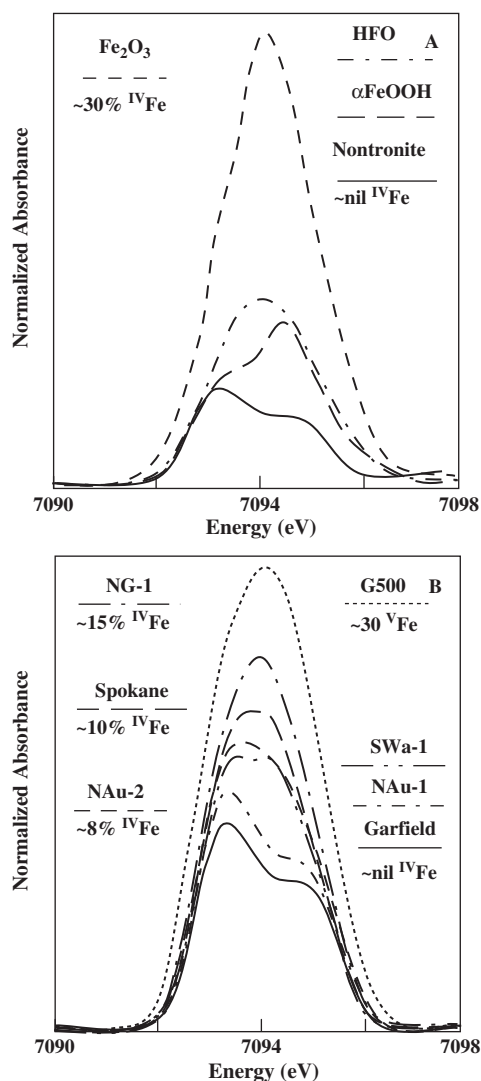 Fe₂O₃
~30% ᴵⱽFe
HFO
A
αFeOOH
Nontronite
~nil ᴵⱽFe
Normalized Absorbance
7090
7094
7098
Energy (eV)
NG-1
~15% ᴵⱽFe
G500
B
~30 ⱽFe
Spokane
~10% ᴵⱽFe
SWa-1
NAu-1
NAu-2
~8% ᴵⱽFe
Garfield
~nil ᴵⱽFe
Normalized Absorbance
7090
7094
7098
Energy (eV)